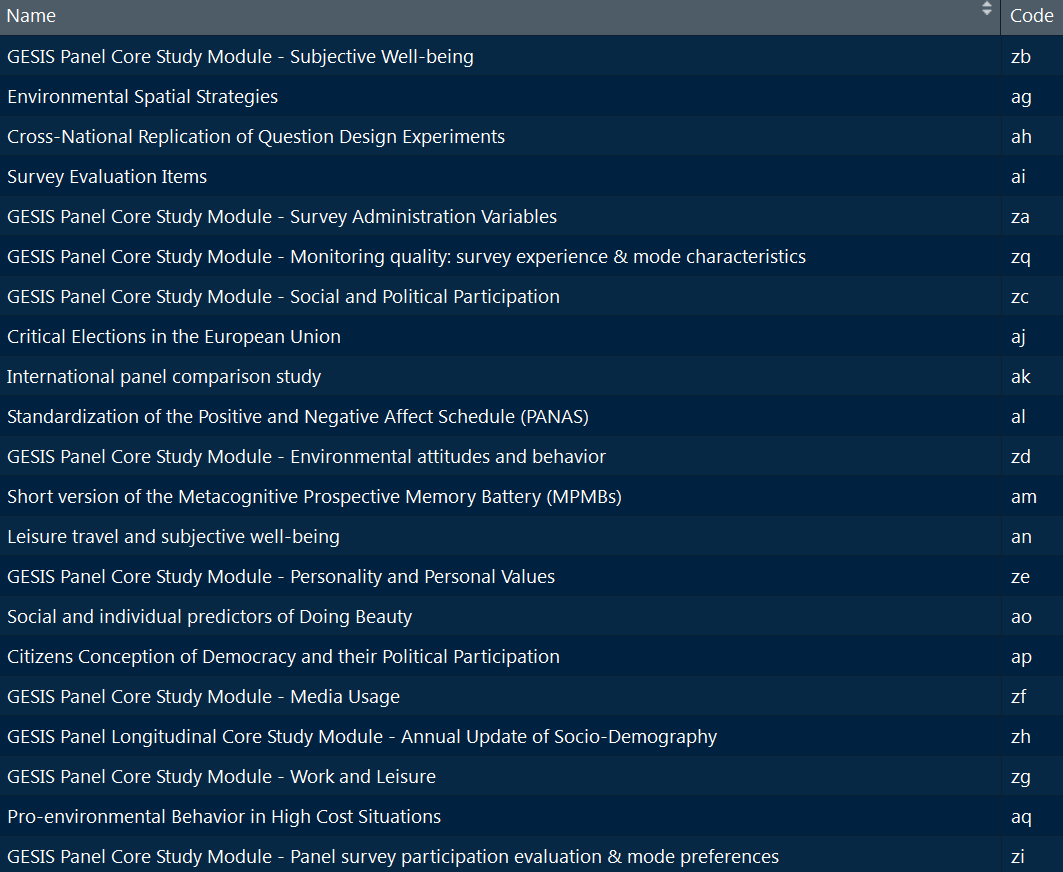 Name Code
GESIS Panel Core Study Module - Subjective Well-being zb
Environmental Spatial Strategies ag
Cross-National Replication of Question Design Experiments ah
Survey Evaluation Items ai
GESIS Panel Core Study Module - Survey Administration Variables za
GESIS Panel Core Study Module - Monitoring quality: survey experience & mode characteristics zq
GESIS Panel Core Study Module - Social and Political Participation zc
Critical Elections in the European Union aj
International panel comparison study ak
Standardization of the Positive and Negative Affect Schedule (PANAS) al
GESIS Panel Core Study Module - Environmental attitudes and behavior zd
Short version of the Metacognitive Prospective Memory Battery (MPMBs) am
Leisure travel and subjective well-being an
GESIS Panel Core Study Module - Personality and Personal Values ze
Social and individual predictors of Doing Beauty ao
Citizens Conception of Democracy and their Political Participation ap
GESIS Panel Core Study Module - Media Usage zf
GESIS Panel Longitudinal Core Study Module - Annual Update of Socio-Demography zh
GESIS Panel Core Study Module - Work and Leisure zg
Pro-environmental Behavior in High Cost Situations aq
GESIS Panel Core Study Module - Panel survey participation evaluation & mode preferences zi